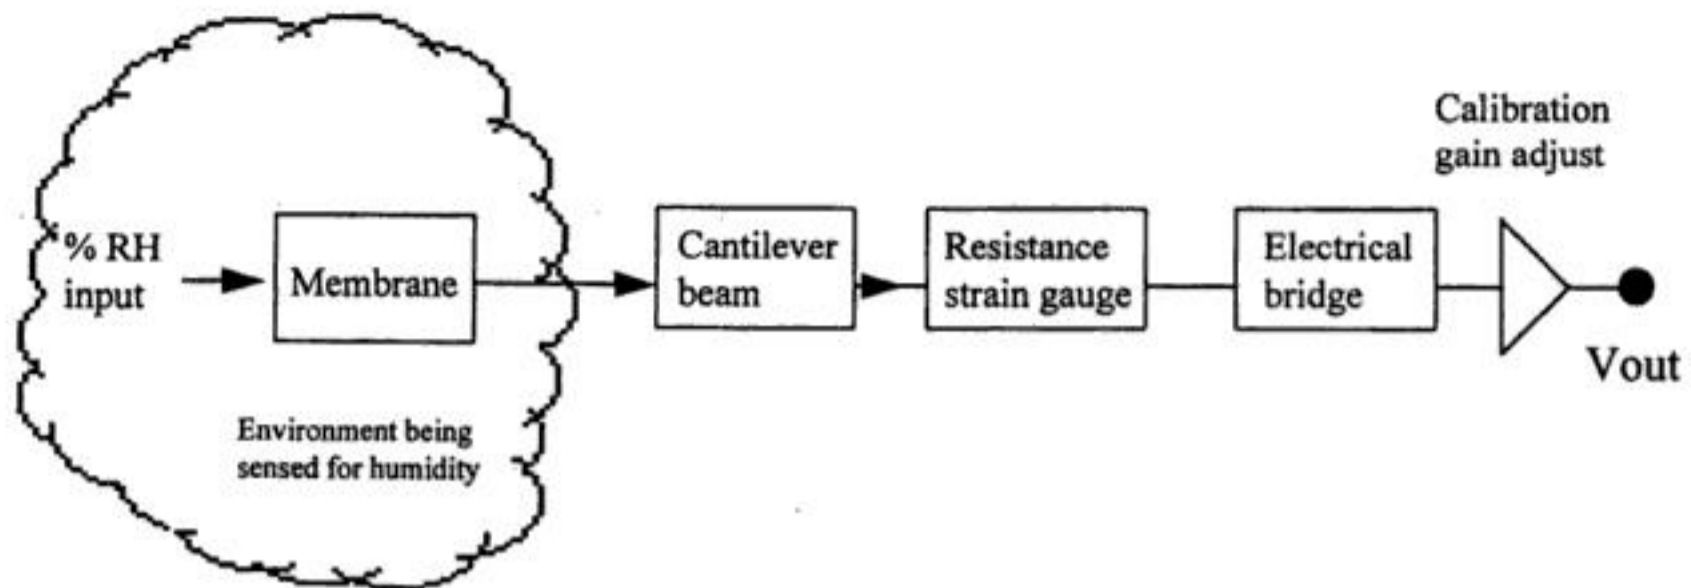 % RH
input
Membrane
Environment being
sensed for humidity
Cantilever
beam
Resistance
strain gauge
Electrical
bridge
Calibration
gain adjust
Vout